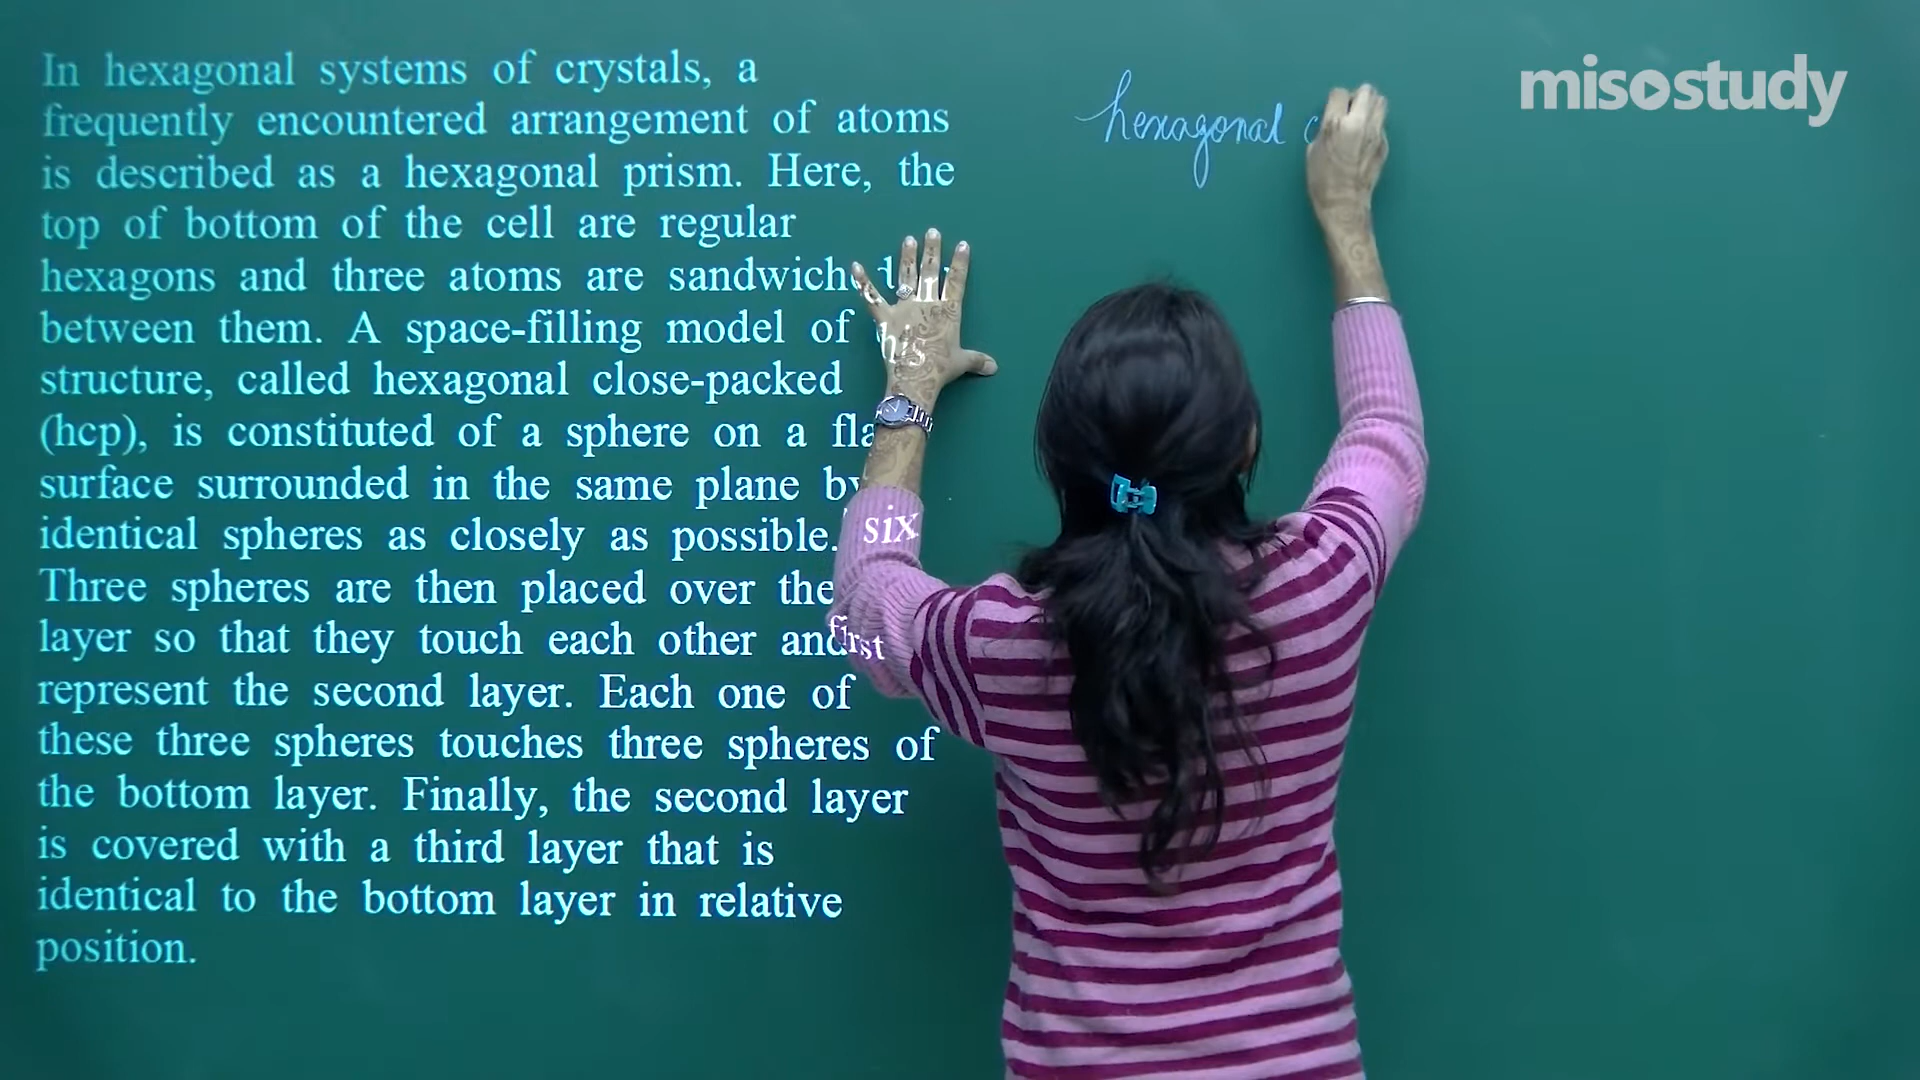 In hexagonal systems of crystals, a
frequently encountered arrangement of atoms
is described as a hexagonal prism. Here, the
top of bottom of the cell are regular
hexagons and three atoms are sandwiched in
between them. A space-filling model of this
structure, called hexagonal close-packed
(hcp), is constituted of a sphere on a
surface surrounded in the same plane by six
identical spheres as closely as possible.
Three spheres are then placed over the first
layer so that they touch each other and
represent the second layer. Each one of
these three spheres touches three spheres of
the bottom layer. Finally, the second layer
is covered with a third layer that is
identical to the bottom layer in relative
position.
hexagonal
misostudy